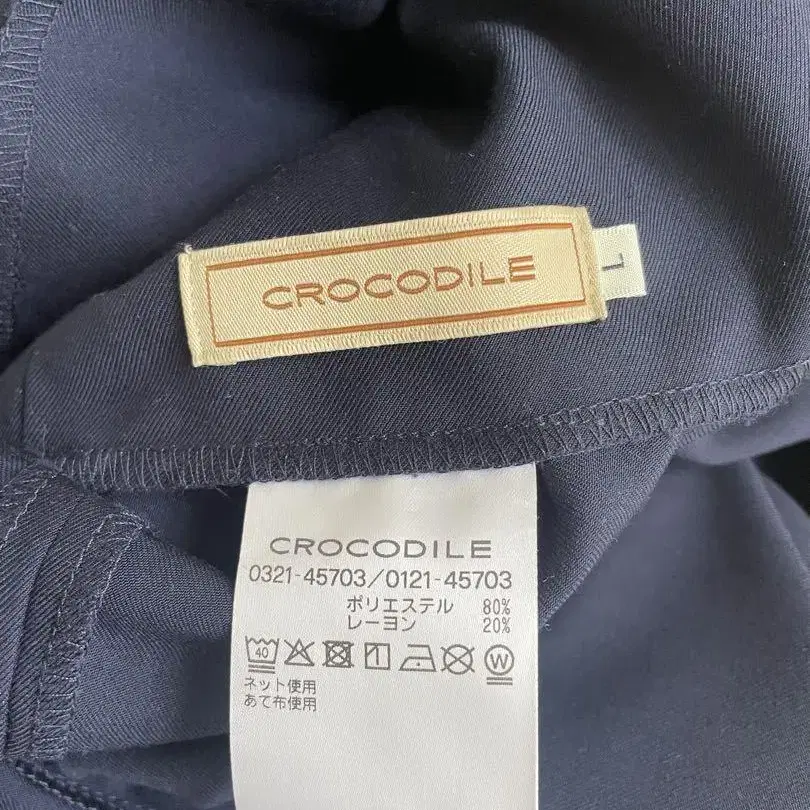 CROCODILE
L
CROCODILE
0321-45703/0121-45703
ポリエステル 80%
レーヨン 20%
40 W
ネット使用
あて布使用